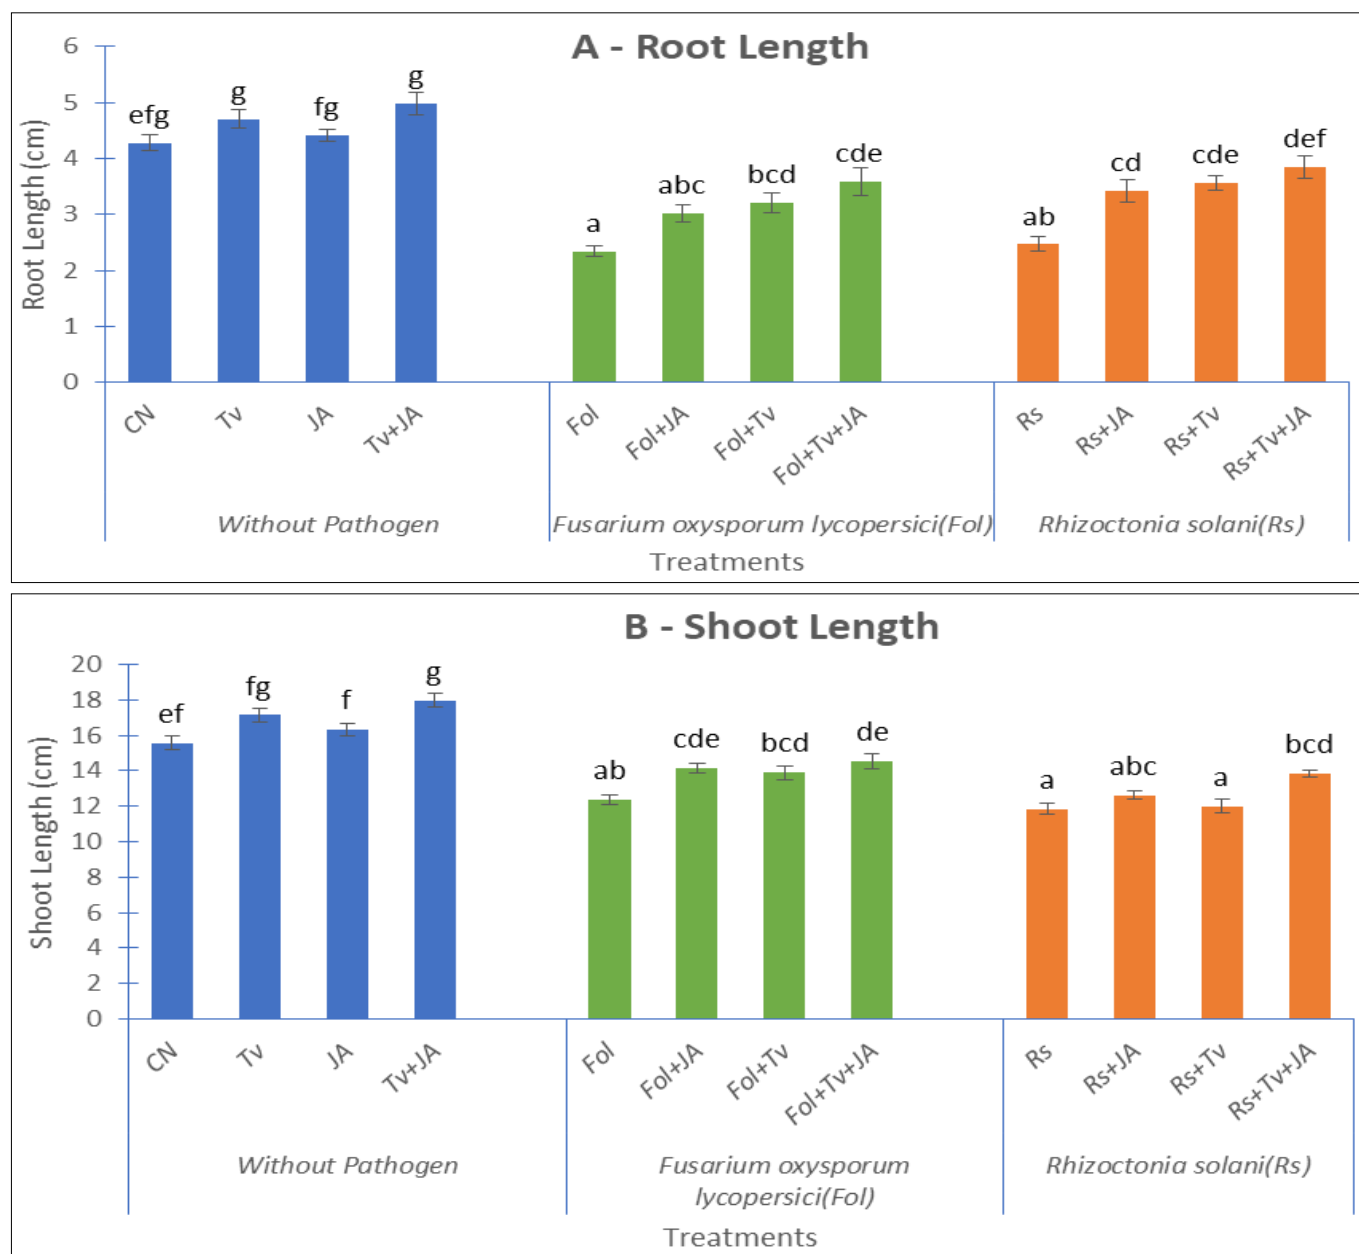 A - Root Length
Root Length (cm)
6
5
4
3
2
1
0
efg
g
fg
g
a
abc
bcd
cde
ab
cd
cde
def
CN
Tv
JA
Tv+JA
Fol
Fol+JA
Fol+Tv
Fol+Tv+JA
Rs
Rs+JA
Rs+Tv
Rs+Tv+JA
Without Pathogen
Fusarium oxysporum lycopersici(Fol)
Rhizoctonia solani(Rs)
Treatments
B - Shoot Length
Shoot Length (cm)
20
18
16
14
12
10
8
6
4
2
0
ef
fg
f
g
ab
cde
bcd
de
a
abc
a
bcd
CN
Tv
JA
Tv+JA
Fol
Fol+JA
Fol+Tv
Fol+Tv+JA
Rs
Rs+JA
Rs+Tv
Rs+Tv+JA
Without Pathogen
Fusarium oxysporum
lycopersici(Fol)
Rhizoctonia solani(Rs)
Treatments